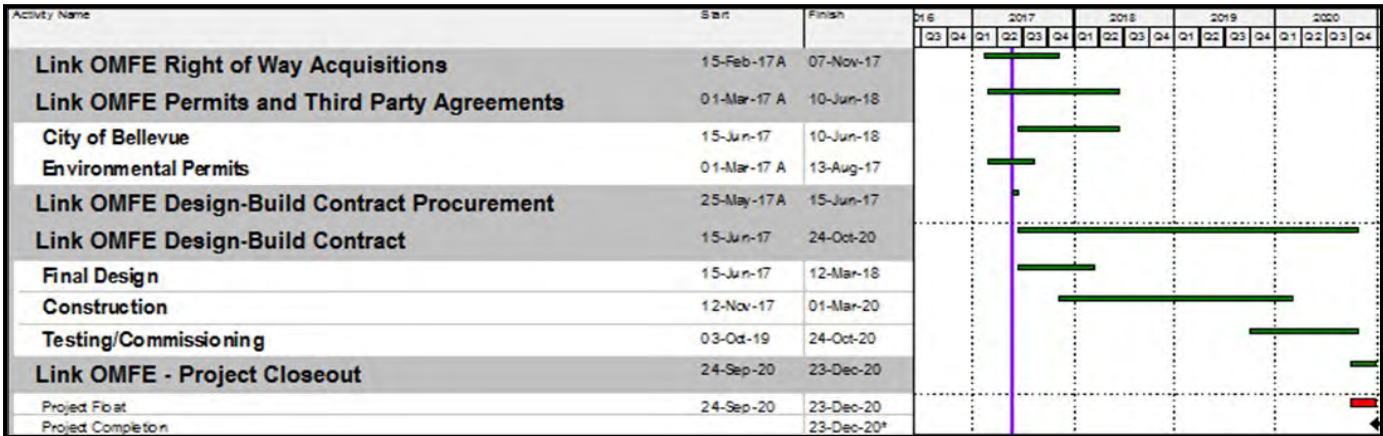 Activity Name Start Finish 016 2017 2018 2019 2020
Q3 Q4 Q1 Q2 Q3 Q4 Q1 Q2 Q3 Q4 Q1 Q2 Q3 Q4 Q1 Q2 Q3 Q4
Link OMFE Right of Way Acquisitions 15-Feb-17A 07-Nov-17
Link OMFE Permits and Third Party Agreements 01-Mar-17 A 10-Jun-18
City of Bellevue 15-Jun-17 10-Jun-18
Environmental Permits 01-Mar-17 A 13-Aug-17
Link OMFE Design-Build Contract Procurement 25-May-17A 15-Jun-17
Link OMFE Design-Build Contract 15-Jun-17 24-Oct-20
Final Design 15-Jun-17 12-Mar-18
Construction 12-Nov-17 01-Mar-20
Testing/Commissioning 03-Oct-19 24-Oct-20
Link OMFE - Project Closeout 24-Sep-20 23-Dec-20
Project Float 24-Sep-20 23-Dec-20
Project Completion 23-Dec-20*